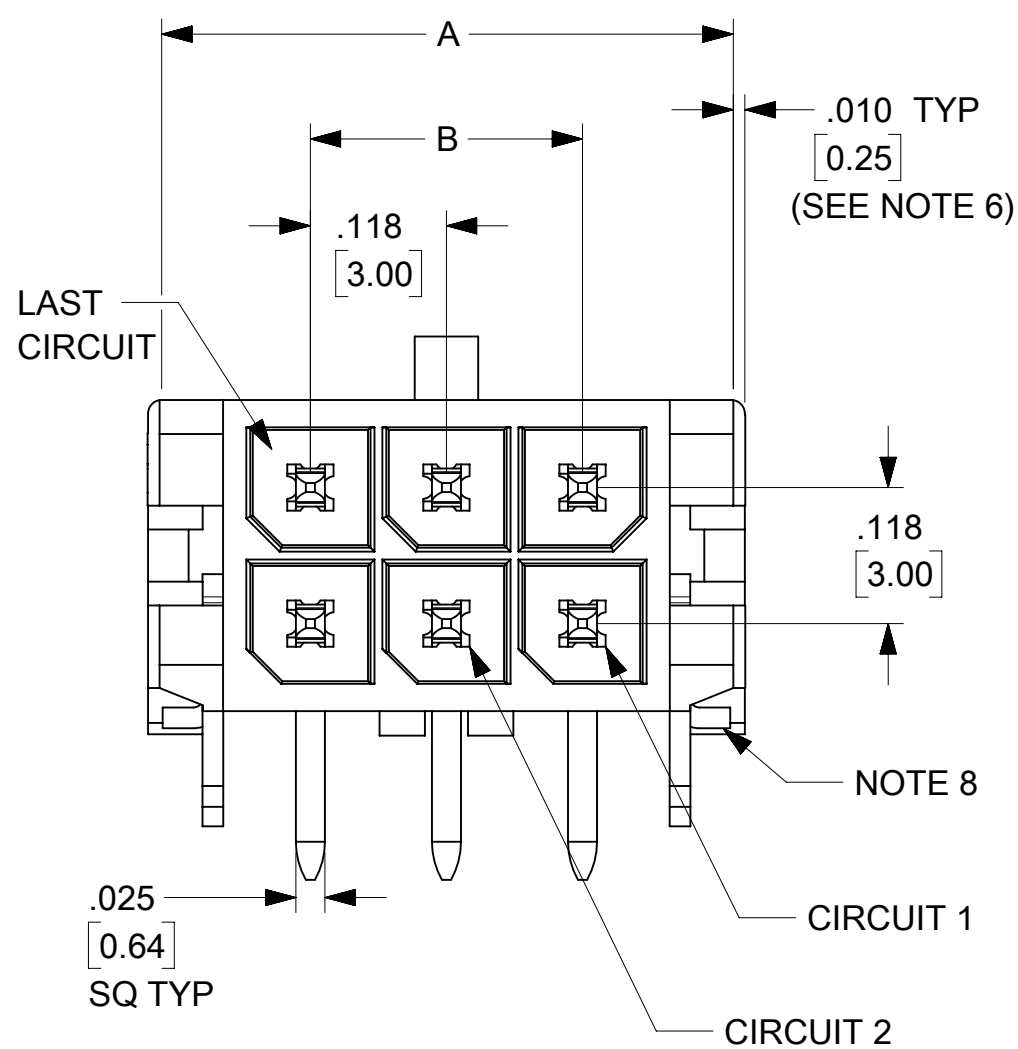 A
.010 TYP
[0.25]
(SEE NOTE 6)
B
.118
[3.00]
LAST
CIRCUIT
.118
[3.00]
NOTE 8
.025
[0.64]
SQ TYP
CIRCUIT 1
CIRCUIT 2